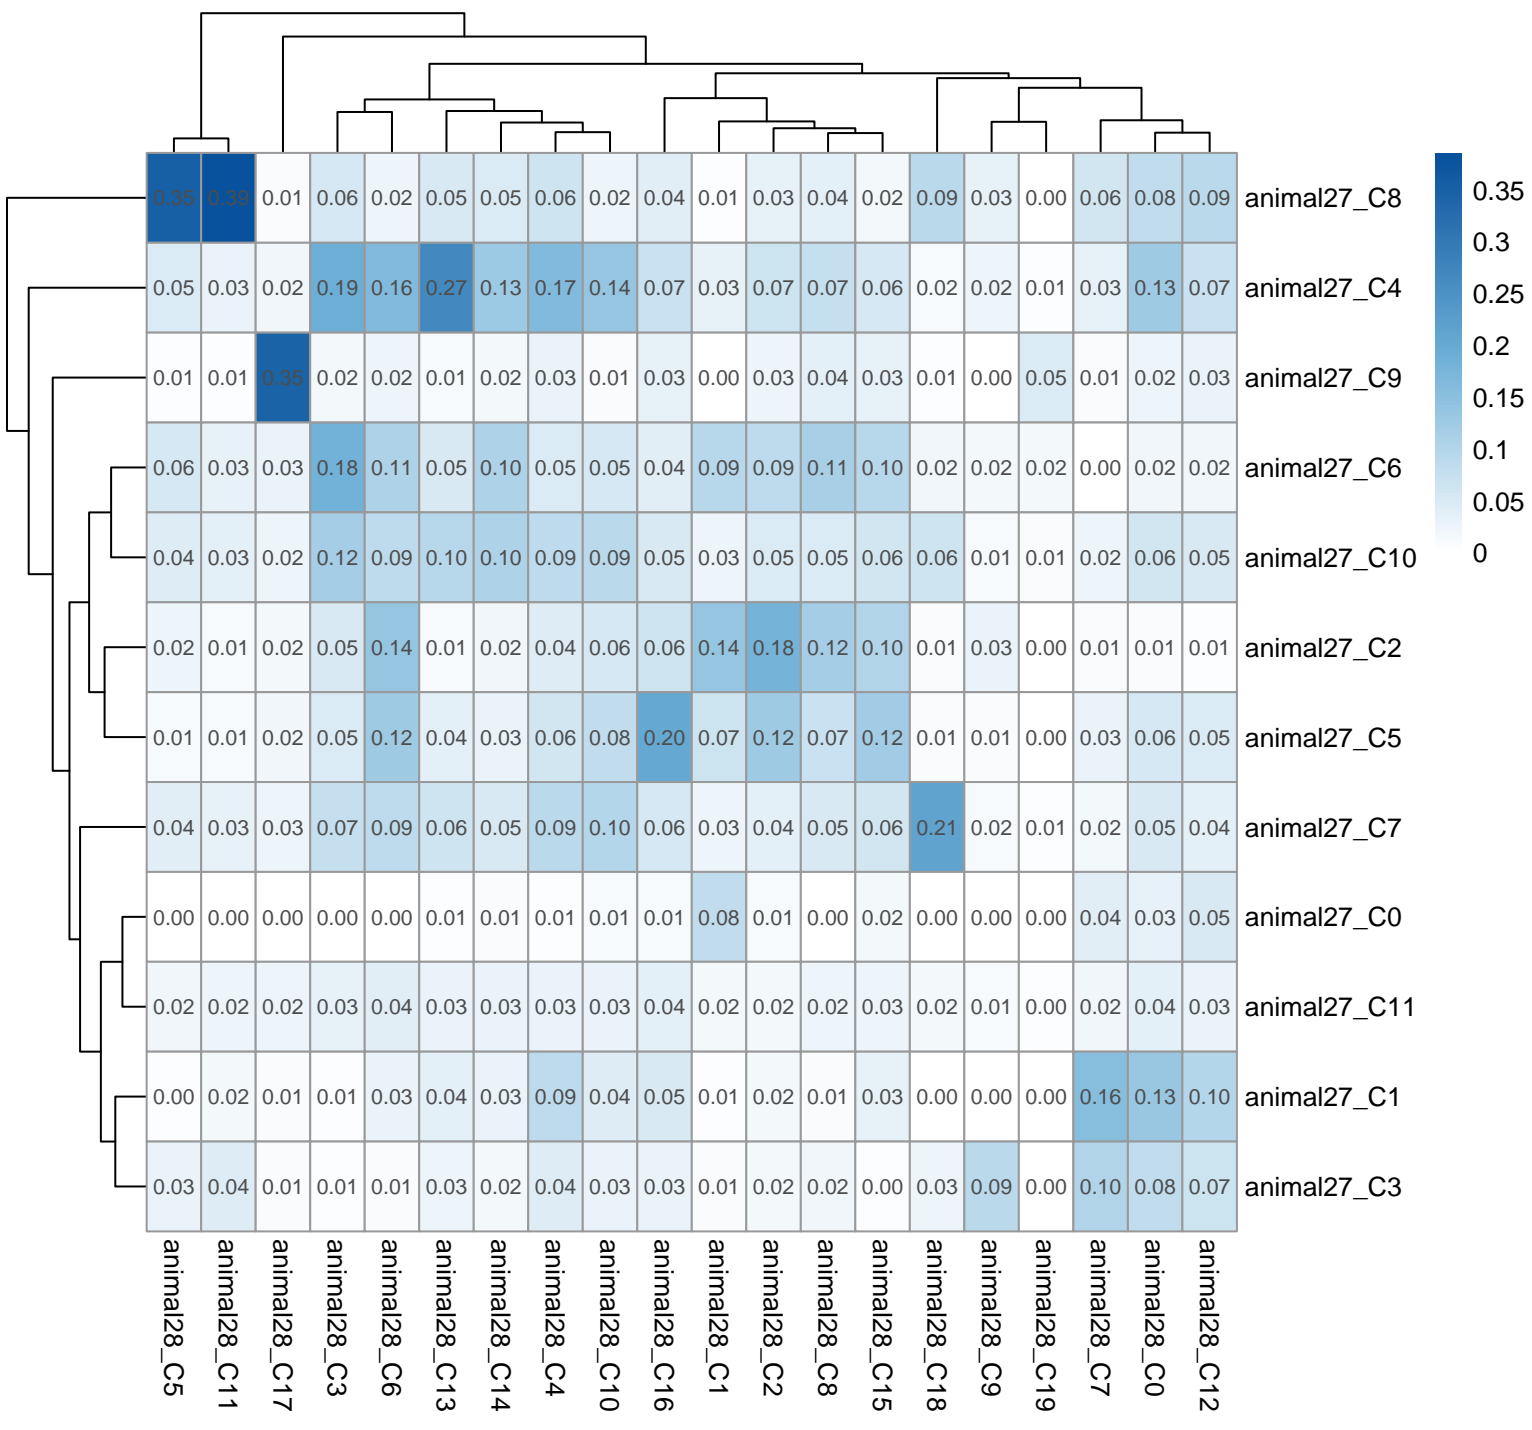 0.35 0.39 0.01 0.06 0.02 0.05 0.05 0.06 0.02 0.04 0.01 0.03 0.04 0.02 0.09 0.03 0.00 0.06 0.08 0.09 animal27_C8
0.05 0.03 0.02 0.19 0.16 0.27 0.13 0.17 0.14 0.07 0.03 0.07 0.07 0.06 0.02 0.02 0.01 0.03 0.13 0.07 animal27_C4
0.01 0.01 0.35 0.02 0.02 0.01 0.02 0.03 0.01 0.03 0.00 0.03 0.04 0.03 0.01 0.00 0.05 0.01 0.02 0.03 animal27_C9
0.06 0.03 0.03 0.18 0.11 0.05 0.10 0.05 0.05 0.04 0.09 0.09 0.11 0.10 0.02 0.02 0.02 0.00 0.02 0.02 animal27_C6
0.04 0.03 0.02 0.12 0.09 0.10 0.10 0.09 0.09 0.05 0.03 0.05 0.05 0.06 0.06 0.01 0.01 0.02 0.06 0.05 animal27_C10
0.02 0.01 0.02 0.05 0.14 0.01 0.02 0.04 0.06 0.06 0.14 0.18 0.12 0.10 0.01 0.03 0.00 0.01 0.01 0.01 animal27_C2
0.01 0.01 0.02 0.05 0.12 0.04 0.03 0.06 0.08 0.20 0.07 0.12 0.07 0.12 0.01 0.01 0.00 0.03 0.06 0.05 animal27_C5
0.04 0.03 0.03 0.07 0.09 0.06 0.05 0.09 0.10 0.06 0.03 0.04 0.05 0.06 0.21 0.02 0.01 0.02 0.05 0.04 animal27_C7
0.00 0.00 0.00 0.00 0.00 0.01 0.01 0.01 0.01 0.01 0.08 0.01 0.00 0.02 0.00 0.00 0.00 0.04 0.03 0.05 animal27_C0
0.02 0.02 0.02 0.03 0.04 0.03 0.03 0.03 0.03 0.04 0.02 0.02 0.02 0.03 0.02 0.01 0.00 0.02 0.04 0.03 animal27_C11
0.00 0.02 0.01 0.01 0.03 0.04 0.03 0.09 0.04 0.05 0.01 0.02 0.01 0.03 0.00 0.00 0.00 0.16 0.13 0.10 animal27_C1
0.03 0.04 0.01 0.01 0.01 0.03 0.02 0.04 0.03 0.03 0.01 0.02 0.02 0.00 0.03 0.09 0.00 0.10 0.08 0.07 animal27_C3
animal28_C5
animal28_C11
animal28_C17
animal28_C3
animal28_C6
animal28_C13
animal28_C14
animal28_C4
animal28_C10
animal28_C16
animal28_C1
animal28_C2
animal28_C8
animal28_C15
animal28_C18
animal28_C9
animal28_C19
animal28_C7
animal28_C0
animal28_C12
0.35
0.3
0.25
0.2
0.15
0.1
0.05
0